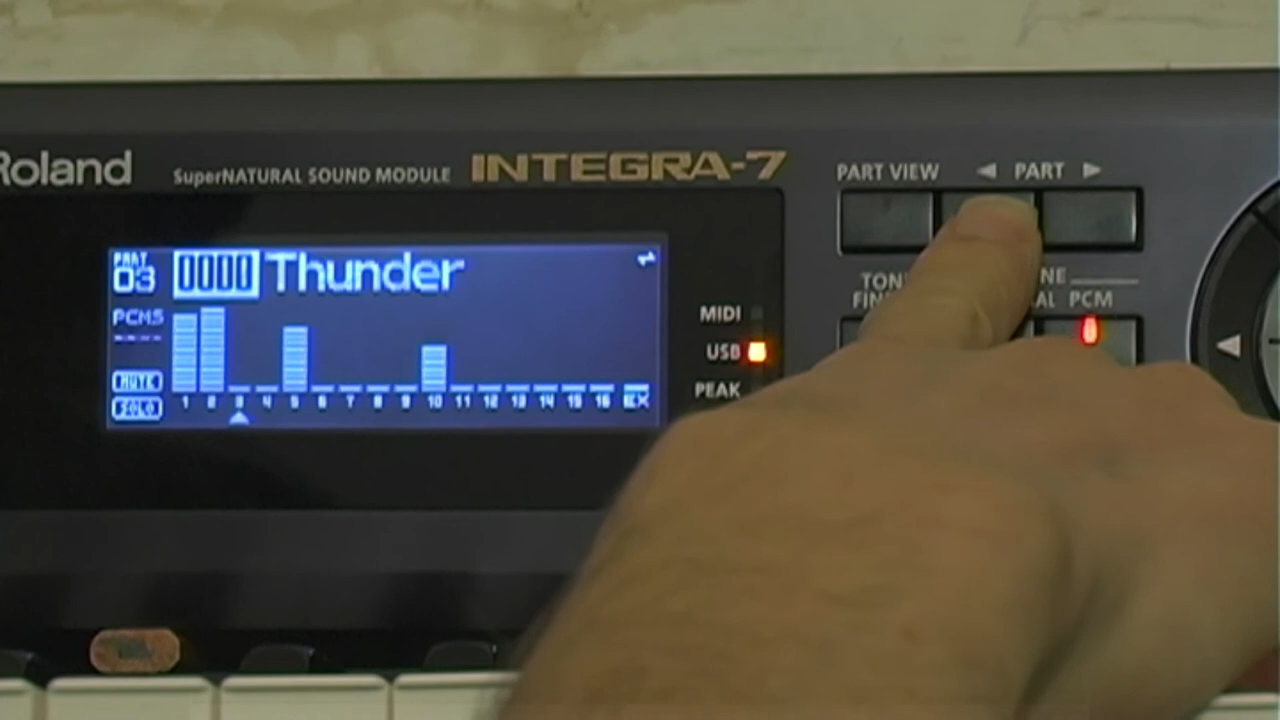 Roland SuperNATURAL SOUND MODULE INTEGRA-7
PART VIEW ◀ PART ▶
PART 03 0000 Thunder
PCMS
----
MUTE
SOLO
1 2 3 4 5 6 7 8 9 10 11 12 13 14 15 16 EX
MIDI
USB
PEAK
PCM